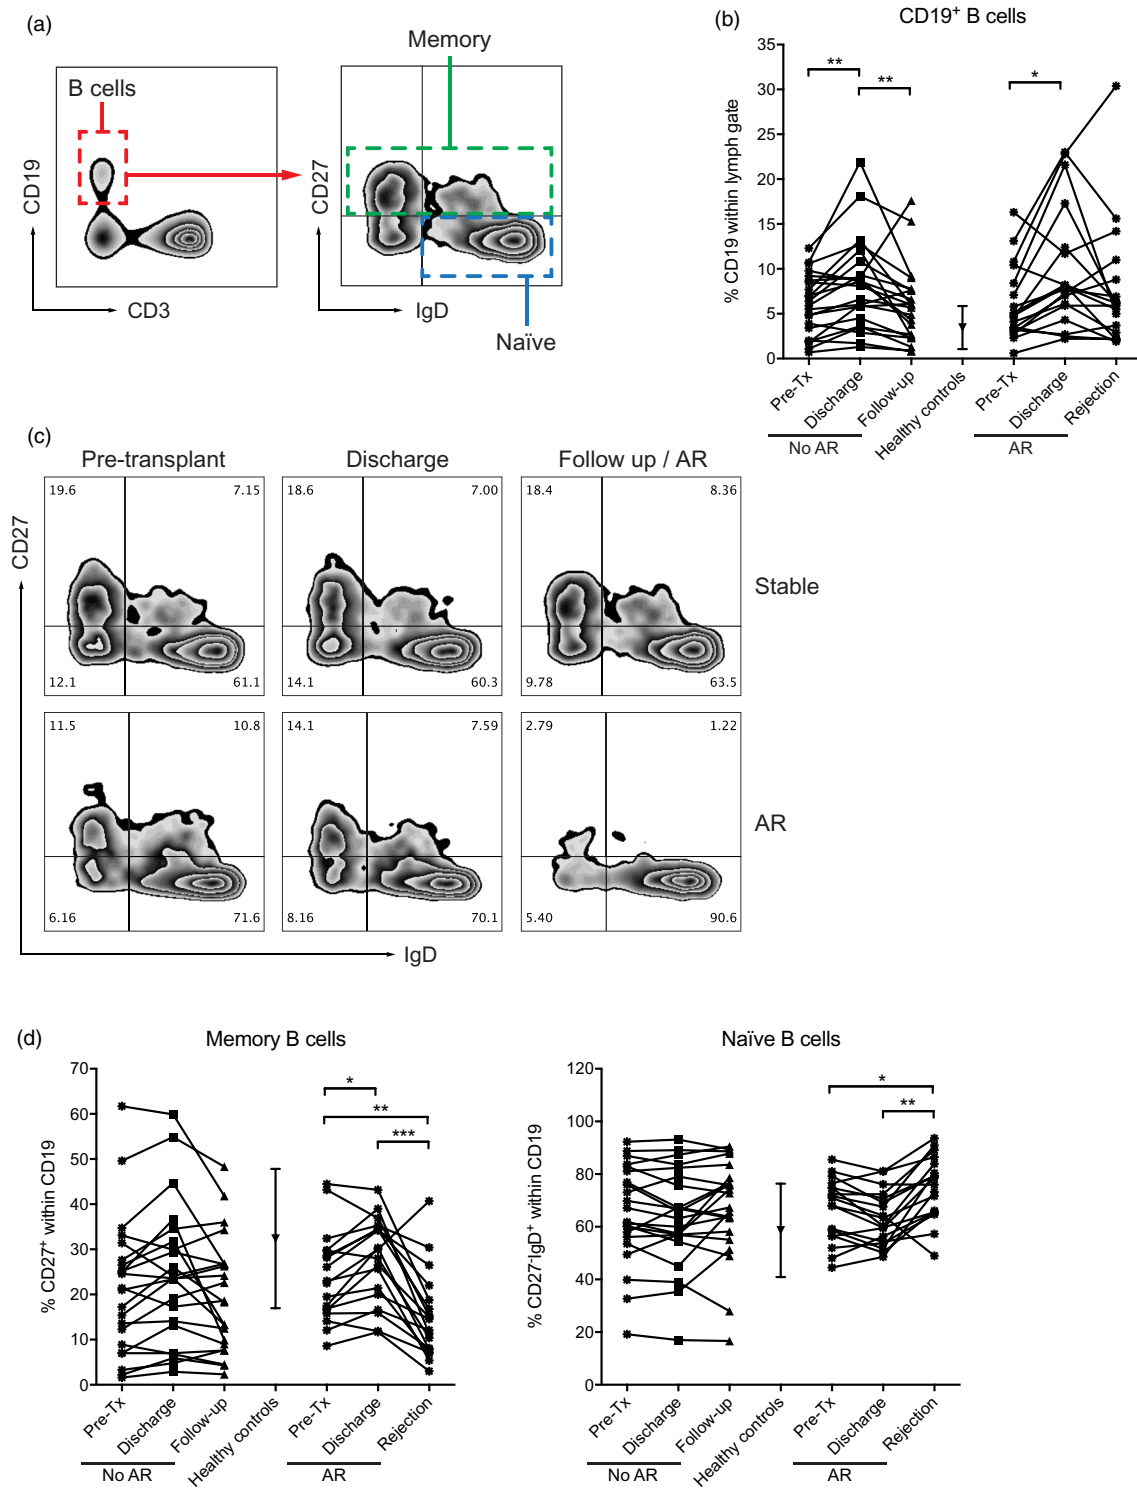 (a)
Memory
B cells
CD19
CD3
CD27
IgD
Naïve
(b)
CD19+ B cells
% CD19 within lymph gate
35
30
25
20
15
10
5
0
**
**
*
Pre-Tx
Discharge
Follow-up
Healthy controls
Pre-Tx
Discharge
Rejection
No AR
AR
(c)
Pre-transplant
Discharge
Follow up / AR
CD27
19.6
7.15
12.1
61.1
18.6
7.00
14.1
60.3
18.4
8.36
9.78
63.5
Stable
11.5
10.8
6.16
71.6
14.1
7.59
8.16
70.1
2.79
1.22
5.40
90.6
AR
IgD
(d)
Memory B cells
% CD27+ within CD19
70
60
50
40
30
20
10
0
*
**
***
Pre-Tx
Discharge
Follow-up
Healthy controls
Pre-Tx
Discharge
Rejection
No AR
AR
Naïve B cells
% CD27-IgD+ within CD19
120
100
80
60
40
20
0
*
**
Pre-Tx
Discharge
Follow-up
Healthy controls
Pre-Tx
Discharge
Rejection
No AR
AR